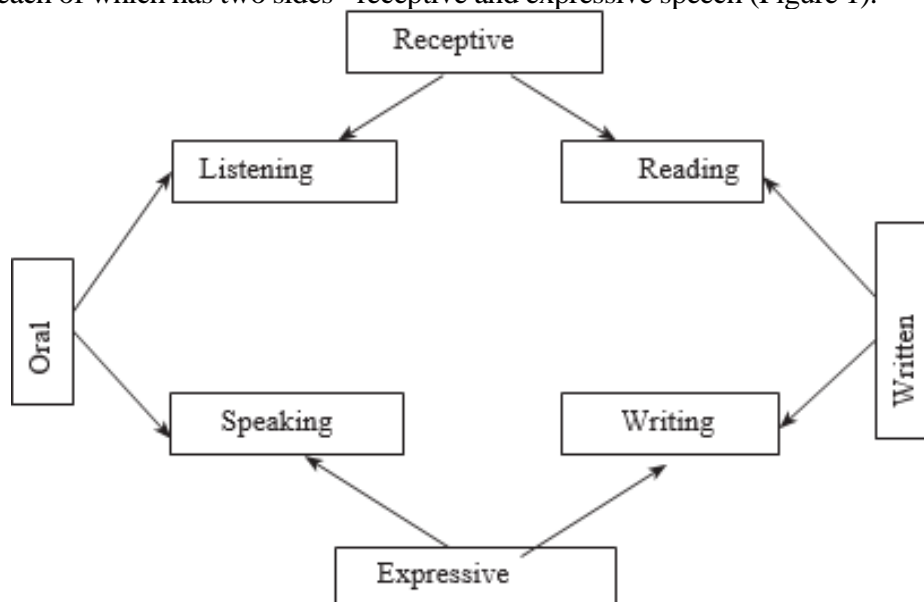 each of which has two sides - receptive and expressive speech (Figure 1).
Receptive
Listening
Reading
Oral
Written
Speaking
Writing
Expressive